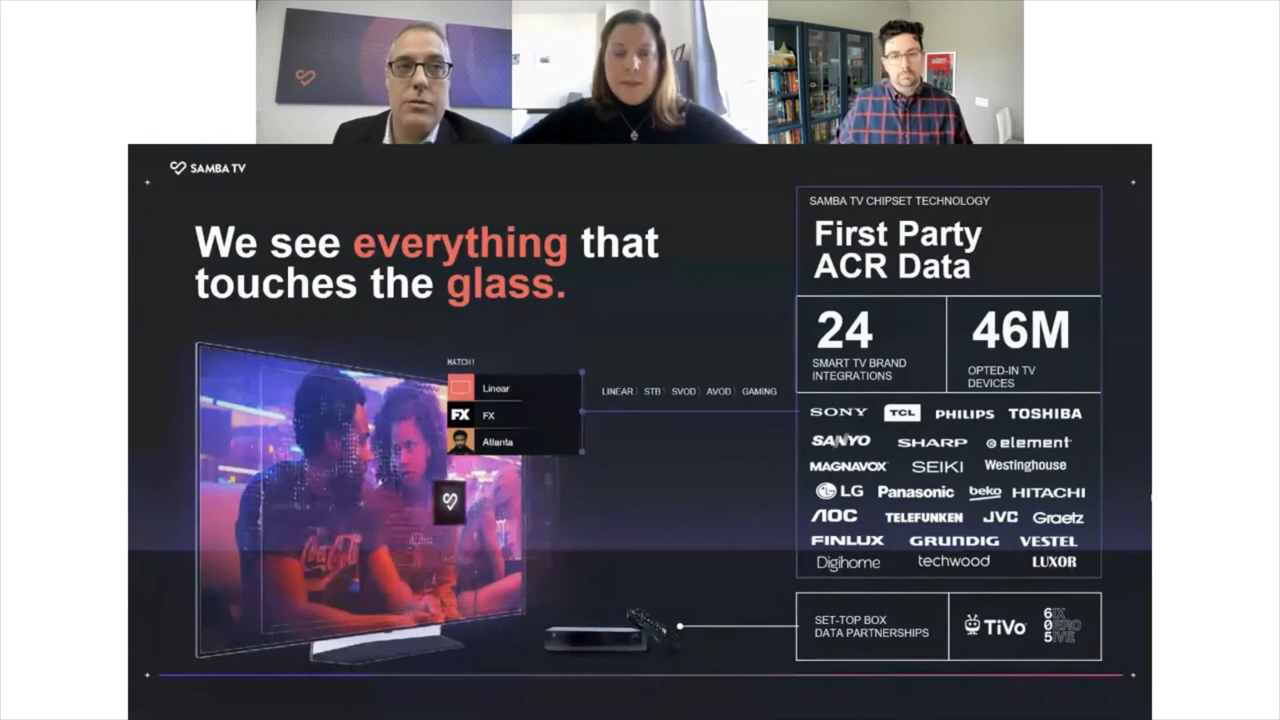 SAMBA TV
We see everything that
touches the glass.
MATCH!
Linear
FX FX
Atlanta
LINEAR STB SVOD AVOD GAMING
Coca-Cola
SAMBA TV CHIPSET TECHNOLOGY
First Party
ACR Data
24
SMART TV BRAND
INTEGRATIONS
46M
OPTED-IN TV
DEVICES
SONY TCL PHILIPS TOSHIBA
SANYO SHARP element
MAGNAVOX SEIKI Westinghouse
LG Panasonic beko HITACHI
AOC TELEFUNKEN JVC Graetz
FINLUX GRUNDIG VESTEL
Digihome techwood LUXOR
SET-TOP BOX
DATA PARTNERSHIPS
TiVo
6IX
0ERO
5IVE